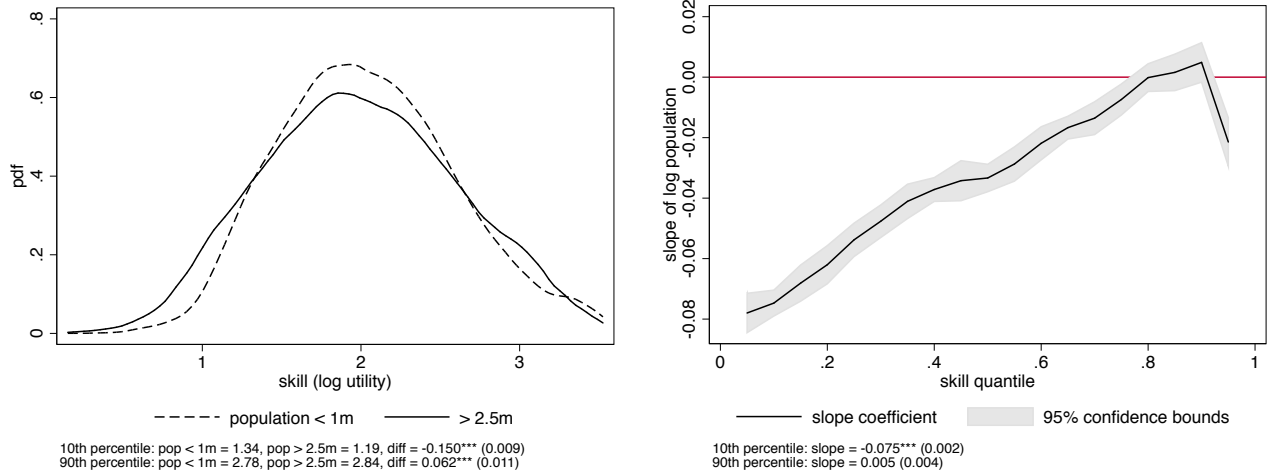 .8
.6
.4
.2
0
pdf
1
2
3
skill (log utility)
population < 1m
> 2.5m
10th percentile: pop < 1m = 1.34, pop > 2.5m = 1.19, diff = -0.150*** (0.009)
90th percentile: pop < 1m = 2.78, pop > 2.5m = 2.84, diff = 0.062*** (0.011)
0.02
0.00
-0.02
-0.04
-0.06
-0.08
slope of log population
0
.2
.4
.6
.8
1
skill quantile
slope coefficient
95% confidence bounds
10th percentile: slope = -0.075*** (0.002)
90th percentile: slope = 0.005 (0.004)